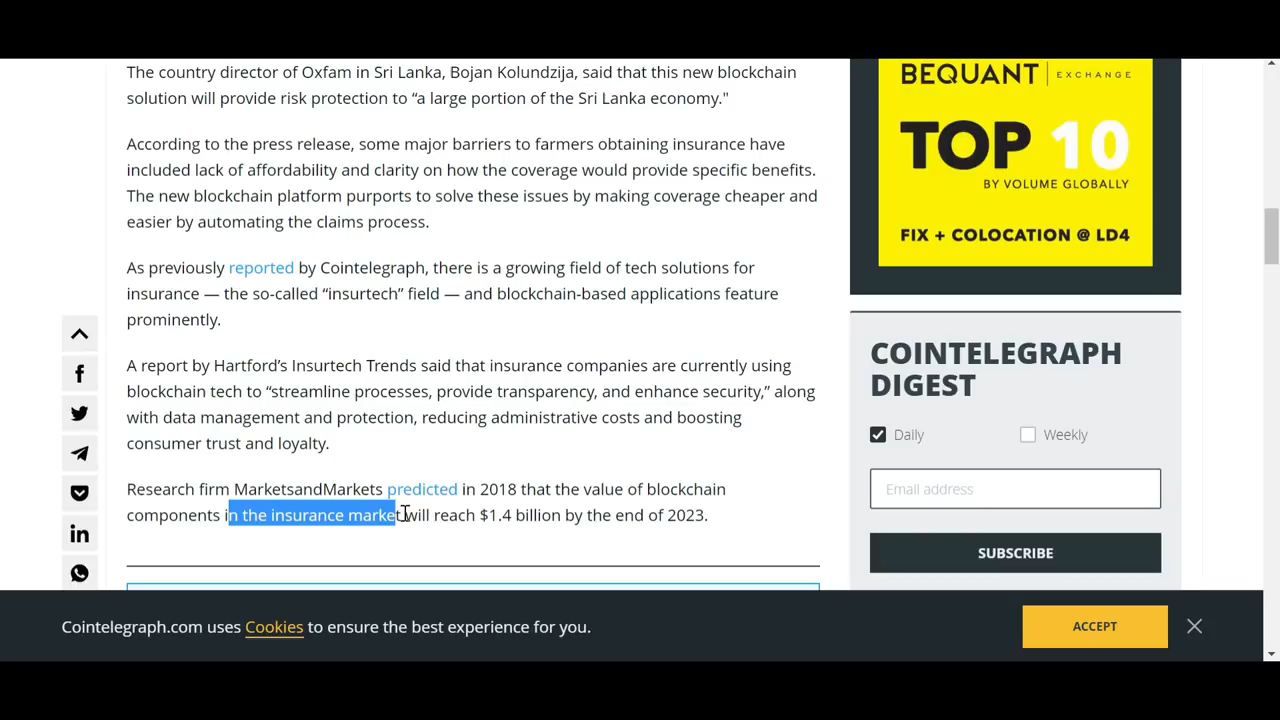 The country director of Oxfam in Sri Lanka, Bojan Kolundzija, said that this new blockchain
solution will provide risk protection to “a large portion of the Sri Lanka economy."
According to the press release, some major barriers to farmers obtaining insurance have
included lack of affordability and clarity on how the coverage would provide specific benefits.
The new blockchain platform purports to solve these issues by making coverage cheaper and
easier by automating the claims process.
As previously reported by Cointelegraph, there is a growing field of tech solutions for
insurance — the so-called “insurtech” field — and blockchain-based applications feature
prominently.
A report by Hartford’s Insurtech Trends said that insurance companies are currently using
blockchain tech to “streamline processes, provide transparency, and enhance security,” along
with data management and protection, reducing administrative costs and boosting
consumer trust and loyalty.
Research firm MarketsandMarkets predicted in 2018 that the value of blockchain
components in the insurance market will reach $1.4 billion by the end of 2023.
BEQUANT EXCHANGE
TOP 10
BY VOLUME GLOBALLY
FIX + COLOCATION @ LD4
COINTELEGRAPH
DIGEST
Daily Weekly
Email address
SUBSCRIBE
Cointelegraph.com uses Cookies to ensure the best experience for you.
ACCEPT